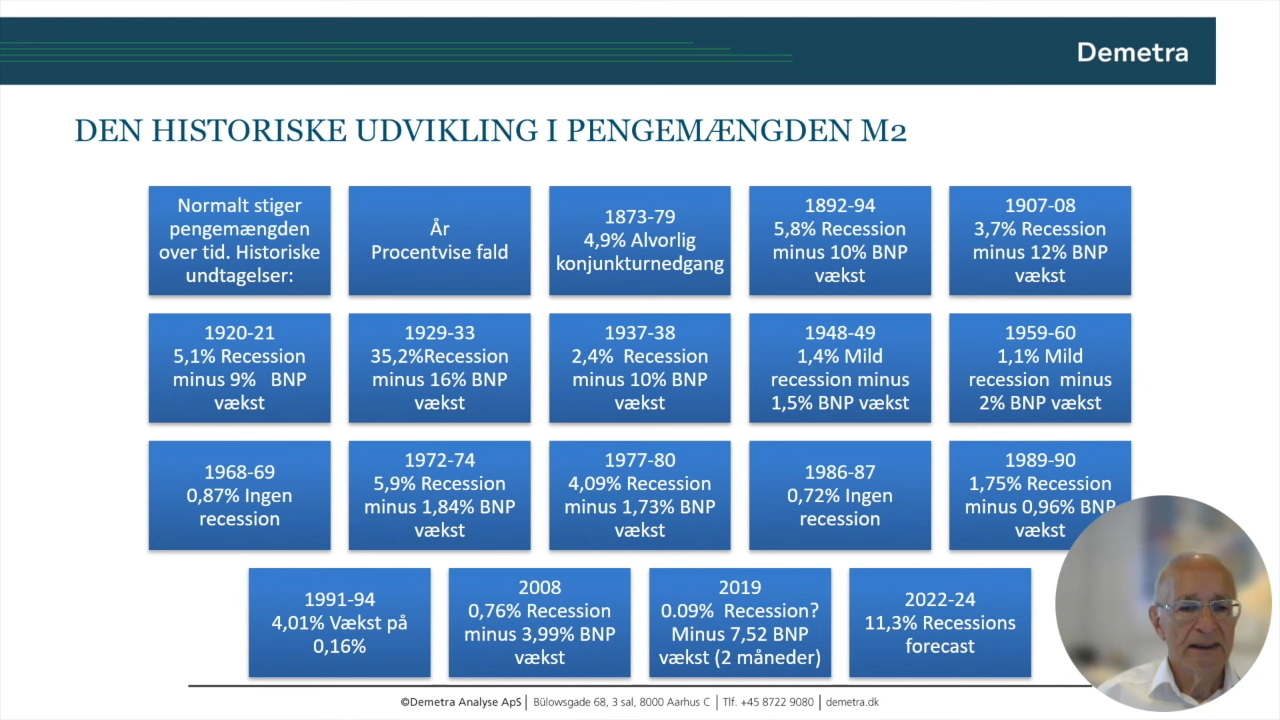 Demetra
DEN HISTORISKE UDVIKLING I PENGEMÆNGDEN M2
Normalt stiger
pengemængden
over tid. Historiske
undtagelser:
År
Procentvise fald
1873-79
4,9% Alvorlig
konjunkturnedgang
1892-94
5,8% Recession
minus 10% BNP
vækst
1907-08
3,7% Recession
minus 12% BNP
vækst
1920-21
5,1% Recession
minus 9% BNP
vækst
1929-33
35,2%Recession
minus 16% BNP
vækst
1937-38
2,4% Recession
minus 10% BNP
vækst
1948-49
1,4% Mild
recession minus
1,5% BNP vækst
1959-60
1,1% Mild
recession minus
2% BNP vækst
1968-69
0,87% Ingen
recession
1972-74
5,9% Recession
minus 1,84% BNP
vækst
1977-80
4,09% Recession
minus 1,73% BNP
vækst
1986-87
0,72% Ingen
recession
1989-90
1,75% Recession
minus 0,96% BNP
vækst
1991-94
4,01% Vækst på
0,16%
2008
0,76% Recession
minus 3,99% BNP
vækst
2019
0.09% Recession?
Minus 7,52 BNP
vækst (2 måneder)
2022-24
11,3% Recessions
forecast
©Demetra Analyse ApS | Bülowsgade 68, 3 sal, 8000 Aarhus C | Tlf. +45 8722 9080 | demetra.dk